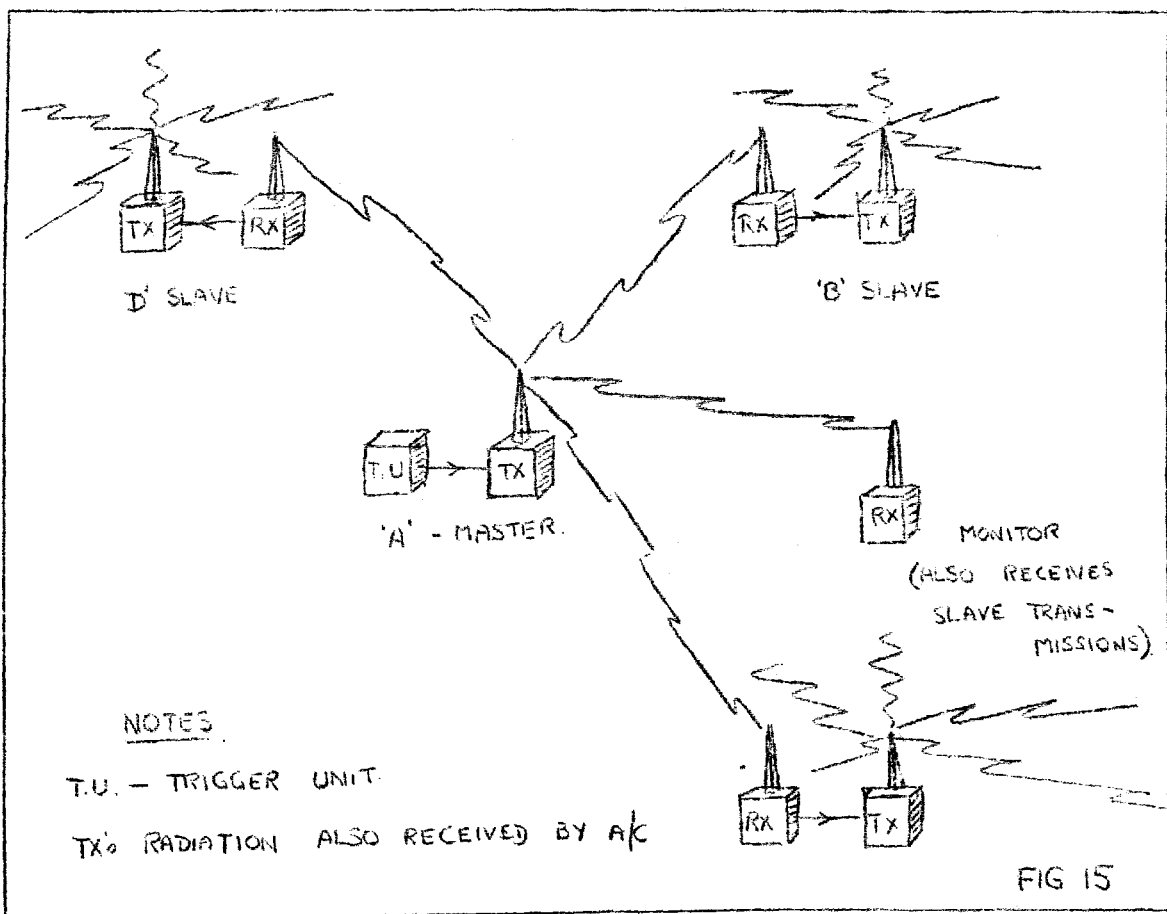 TX
RX
RX
TX
D' SLAVE
'B' SLAVE
T.U
TX
'A' - MASTER.
RX
MONITOR
(ALSO RECEIVES
SLAVE TRANS-
MISSIONS)
NOTES
T.U. - TRIGGER UNIT.
TX's RADIATION ALSO RECEIVED BY A/C
RX
TX
FIG 15